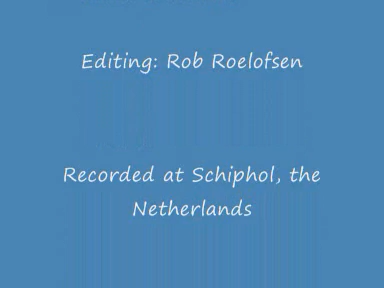 Editing: Rob Roelofsen
Recorded at Schiphol, the
Netherlands